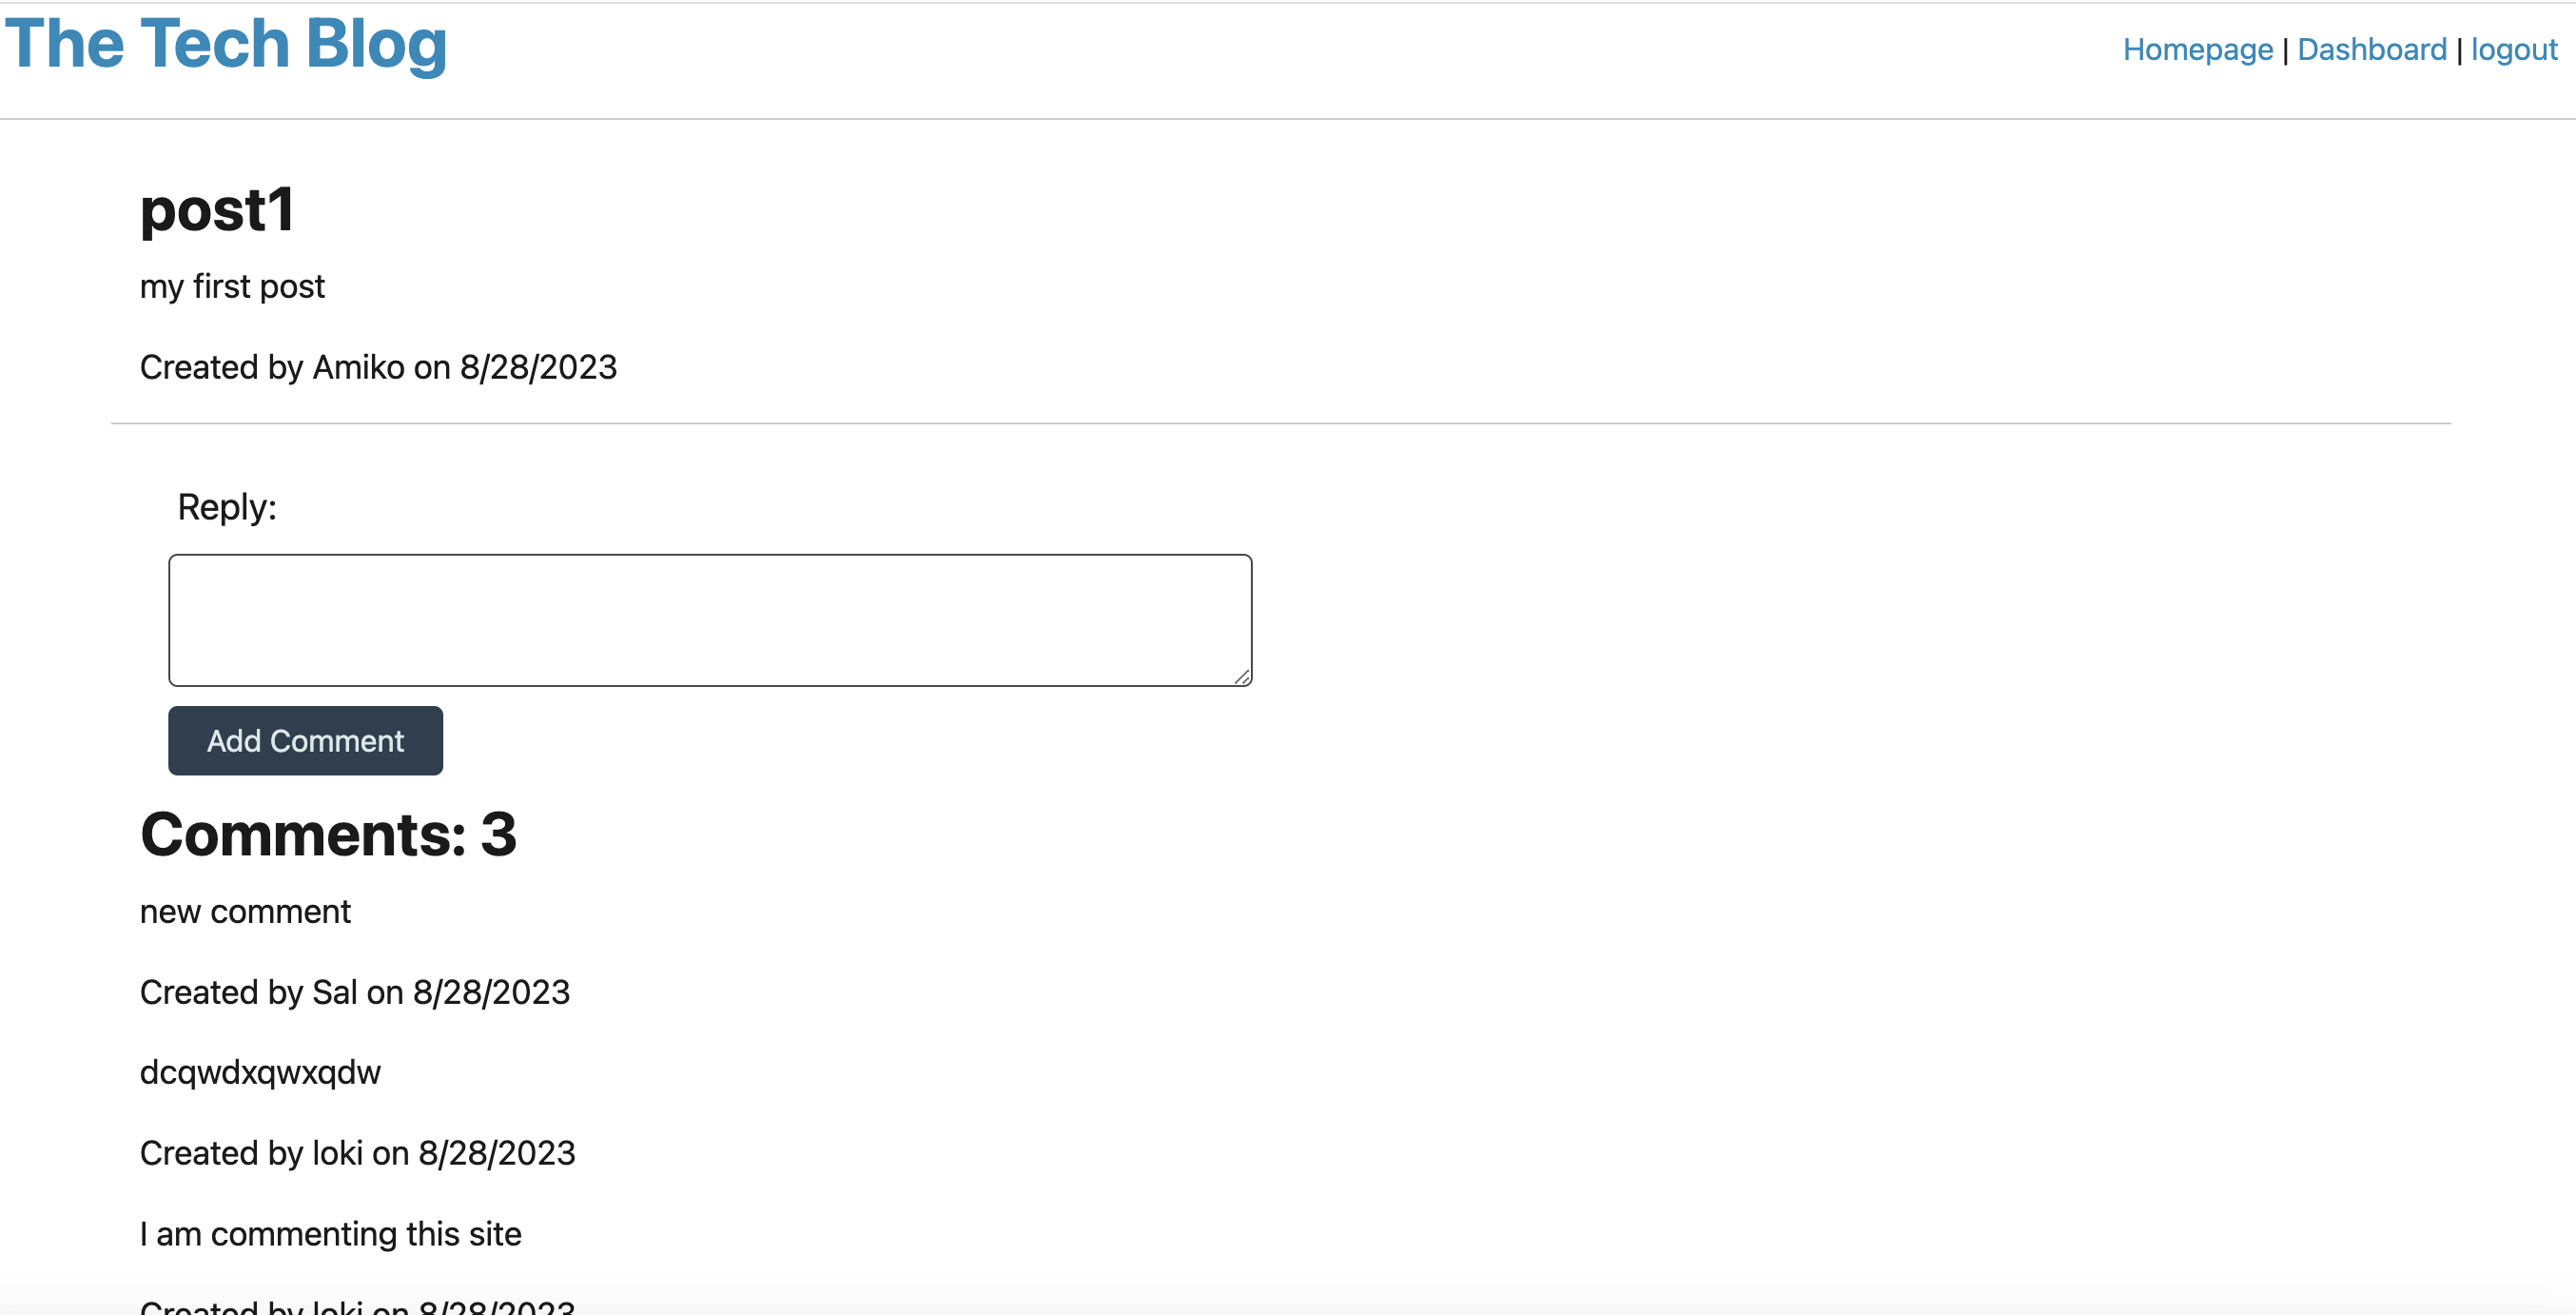 The Tech Blog
Homepage | Dashboard | logout
post1
my first post
Created by Amiko on 8/28/2023
Reply:
Add Comment
Comments: 3
new comment
Created by Sal on 8/28/2023
dcqwdxqwxqdw
Created by loki on 8/28/2023
I am commenting this site
Created by loki on 8/28/2023